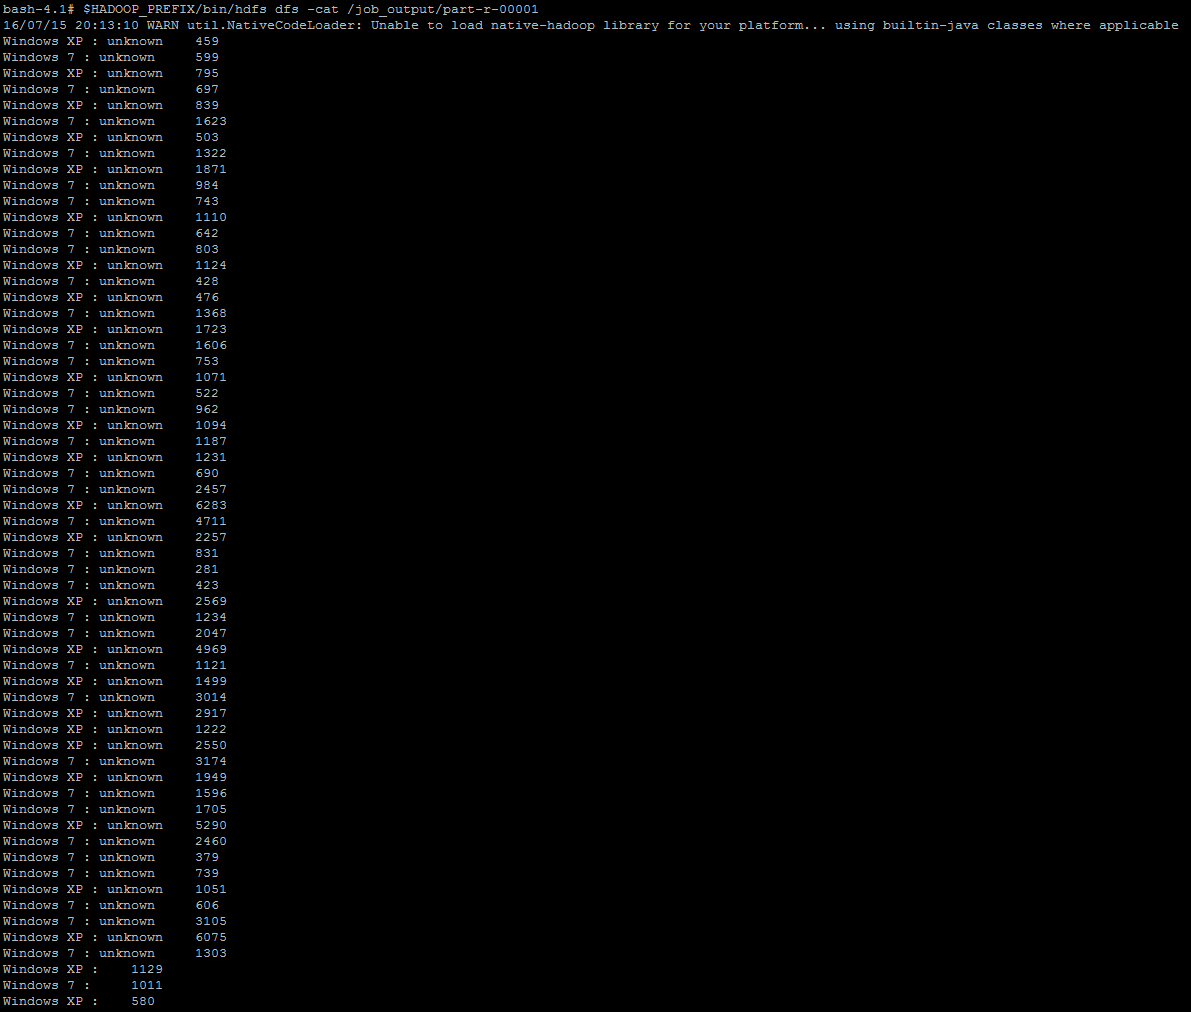 bash-4.1# $HADOOP_PREFIX/bin/hdfs dfs -cat /job_output/part-r-00001
16/07/15 20:13:10 WARN util.NativeCodeLoader: Unable to load native-hadoop library for your platform... using builtin-java classes where applicable
Windows XP : unknown    459
Windows 7 : unknown     599
Windows XP : unknown    795
Windows 7 : unknown     697
Windows XP : unknown    839
Windows 7 : unknown     1623
Windows XP : unknown    503
Windows 7 : unknown     1322
Windows XP : unknown    1871
Windows 7 : unknown     984
Windows 7 : unknown     743
Windows XP : unknown    1110
Windows 7 : unknown     642
Windows 7 : unknown     803
Windows XP : unknown    1124
Windows 7 : unknown     428
Windows XP : unknown    476
Windows 7 : unknown     1368
Windows XP : unknown    1723
Windows 7 : unknown     1606
Windows 7 : unknown     753
Windows XP : unknown    1071
Windows 7 : unknown     522
Windows 7 : unknown     962
Windows XP : unknown    1094
Windows 7 : unknown     1187
Windows XP : unknown    1231
Windows 7 : unknown     690
Windows 7 : unknown     2457
Windows XP : unknown    6283
Windows 7 : unknown     4711
Windows XP : unknown    2257
Windows 7 : unknown     831
Windows 7 : unknown     281
Windows 7 : unknown     423
Windows XP : unknown    2569
Windows 7 : unknown     1234
Windows 7 : unknown     2047
Windows XP : unknown    4969
Windows 7 : unknown     1121
Windows XP : unknown    1499
Windows 7 : unknown     3014
Windows XP : unknown    2917
Windows XP : unknown    1222
Windows XP : unknown    2550
Windows 7 : unknown     3174
Windows XP : unknown    1949
Windows 7 : unknown     1596
Windows 7 : unknown     1705
Windows XP : unknown    5290
Windows 7 : unknown     2460
Windows 7 : unknown     379
Windows 7 : unknown     739
Windows XP : unknown    1051
Windows 7 : unknown     606
Windows 7 : unknown     3105
Windows XP : unknown    6075
Windows 7 : unknown     1303
Windows XP :    1129
Windows 7 :     1011
Windows XP :    580